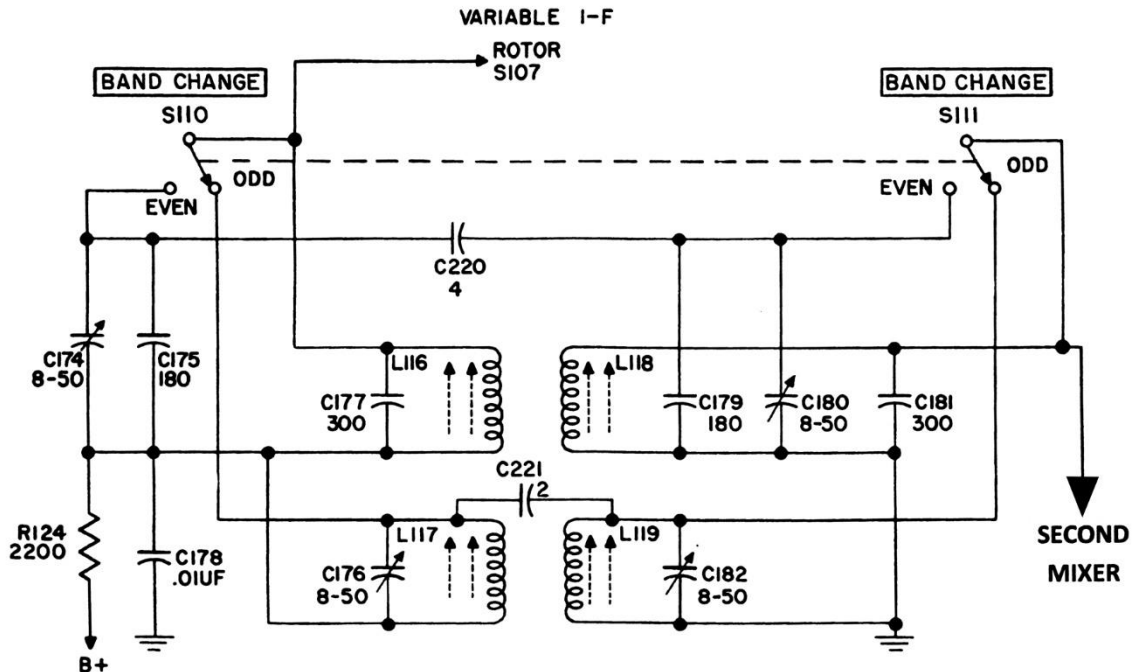 VARIABLE I-F
ROTOR
S107
BAND CHANGE
S110
BAND CHANGE
S111
ODD
EVEN
ODD
EVEN
C220
4
C174
8-50
C175
180
L116
C177
300
L118
C179
180
C180
8-50
C181
300
C221
2
R124
2200
C178
.01UF
L117
C176
8-50
L119
C182
8-50
SECOND
MIXER
B+